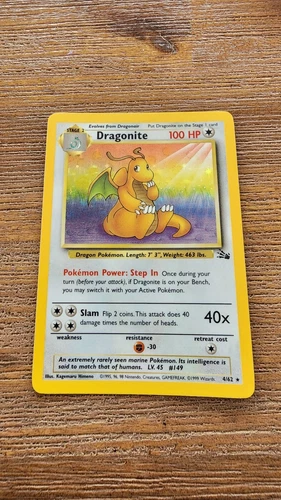 STAGE 2
Evolves from Dragonair
Put Dragonite on the Stage 1 card
Dragonite
100 HP
Dragon Pokémon. Length: 7' 3", Weight: 463 lbs.
Pokémon Power: Step In Once during your
turn (before your attack), if Dragonite is on your Bench,
you may switch it with your Active Pokémon.
Slam Flip 2 coins. This attack does 40
damage times the number of heads.
40x
weakness
resistance
retreat cost
-30
An extremely rarely seen marine Pokémon. Its intelligence is
said to match that of humans. LV. 45 #149
Illus. Kagemaru Himeno
©1995, 96, 98 Nintendo, Creatures, GAMEFREAK. ©1999 Wizards.
4/62